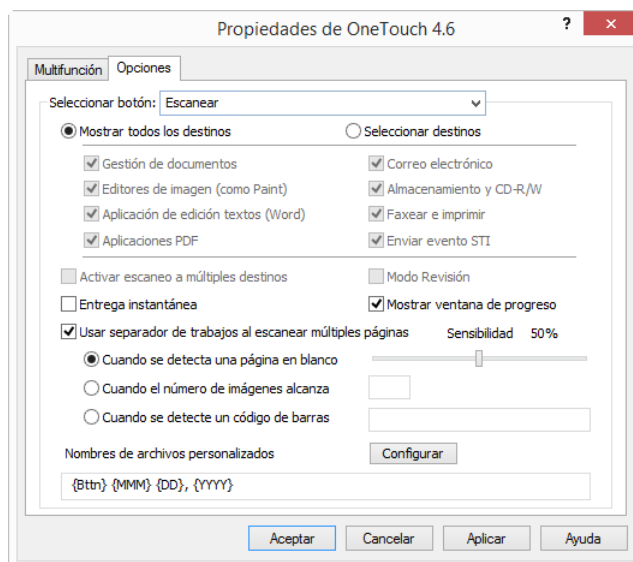 Propiedades de OneTouch 4.6
?
×
Multifunción Opciones
Seleccionar botón: Escanear
Mostrar todos los destinos Seleccionar destinos
Gestión de documentos Correo electrónico
Editores de imagen (como Paint) Almacenamiento y CD-R/W
Aplicación de edición textos (Word) Faxear e imprimir
Aplicaciones PDF Enviar evento STI
Activar escaneo a múltiples destinos Modo Revisión
Entrega instantánea Mostrar ventana de progreso
Usar separador de trabajos al escanear múltiples páginas Sensibilidad 50%
Cuando se detecta una página en blanco
Cuando el número de imágenes alcanza
Cuando se detecte un código de barras
Nombres de archivos personalizados Configurar
{Bttn} {MMM} {DD}, {YYYY}
Aceptar Cancelar Aplicar Ayuda